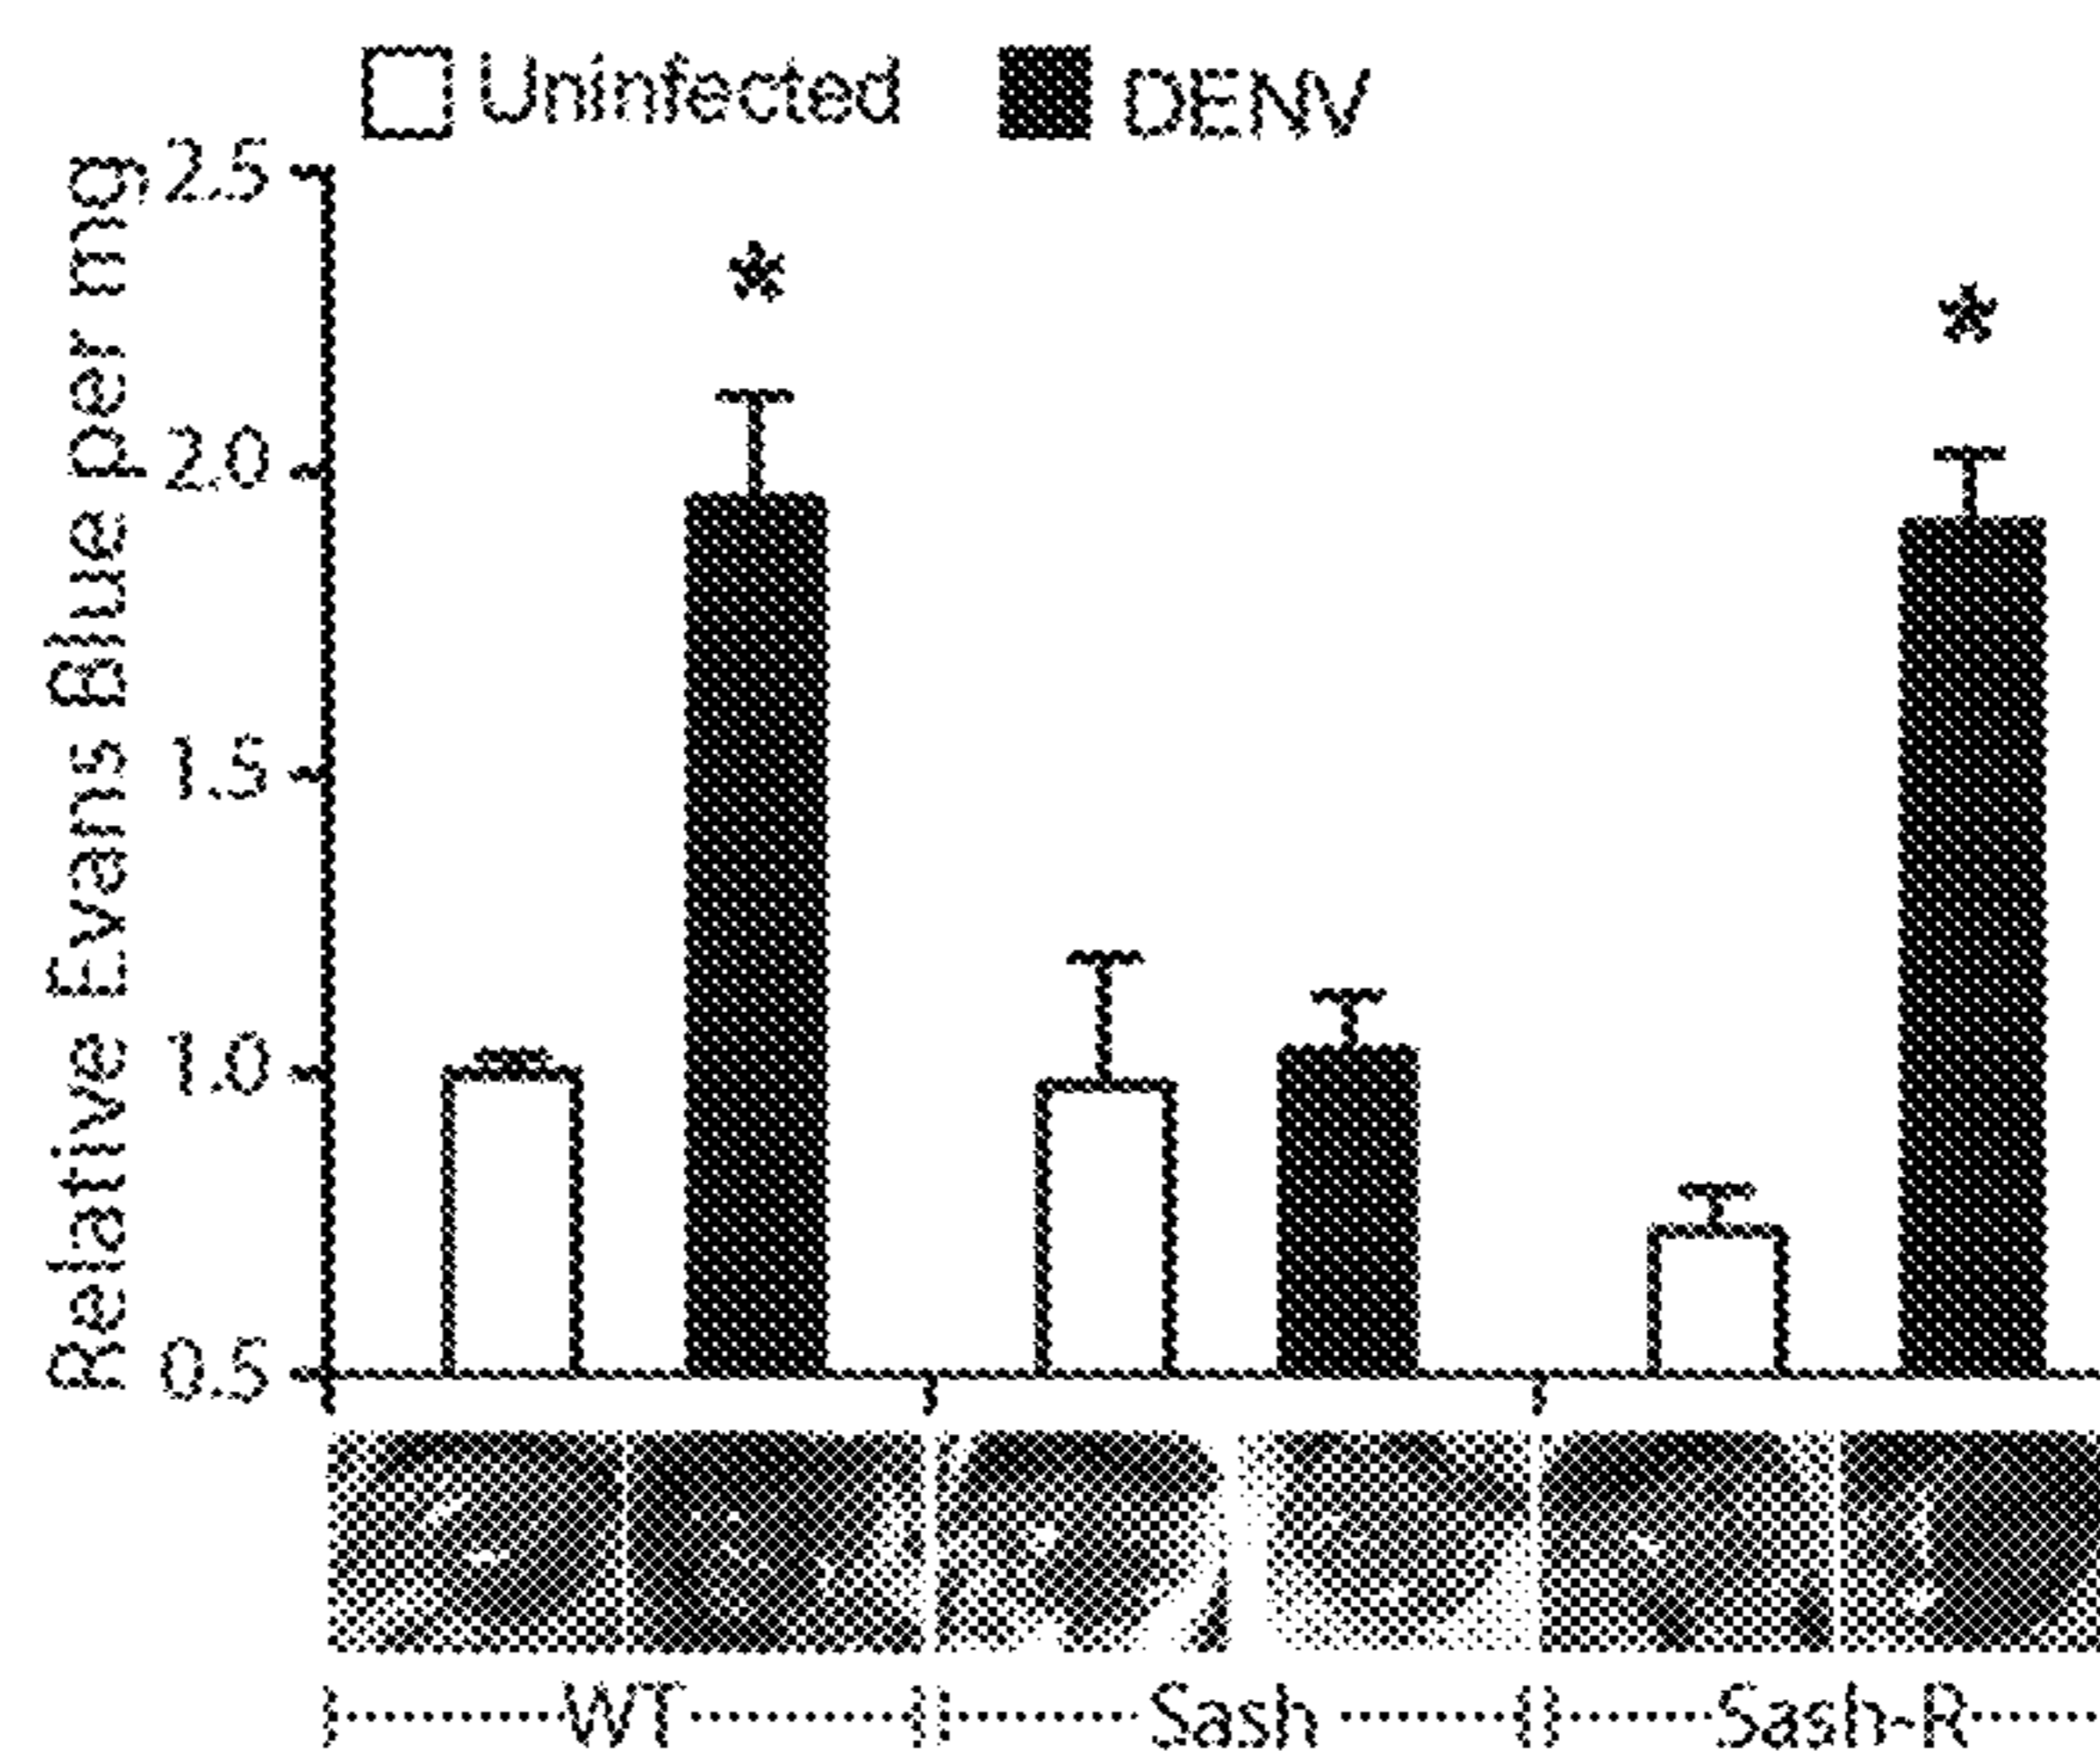 Uninfected DENV
Relative Evans Blue per mg
2.5
2.0
1.5
1.0
0.5
*
*
WT Sash Sash-R